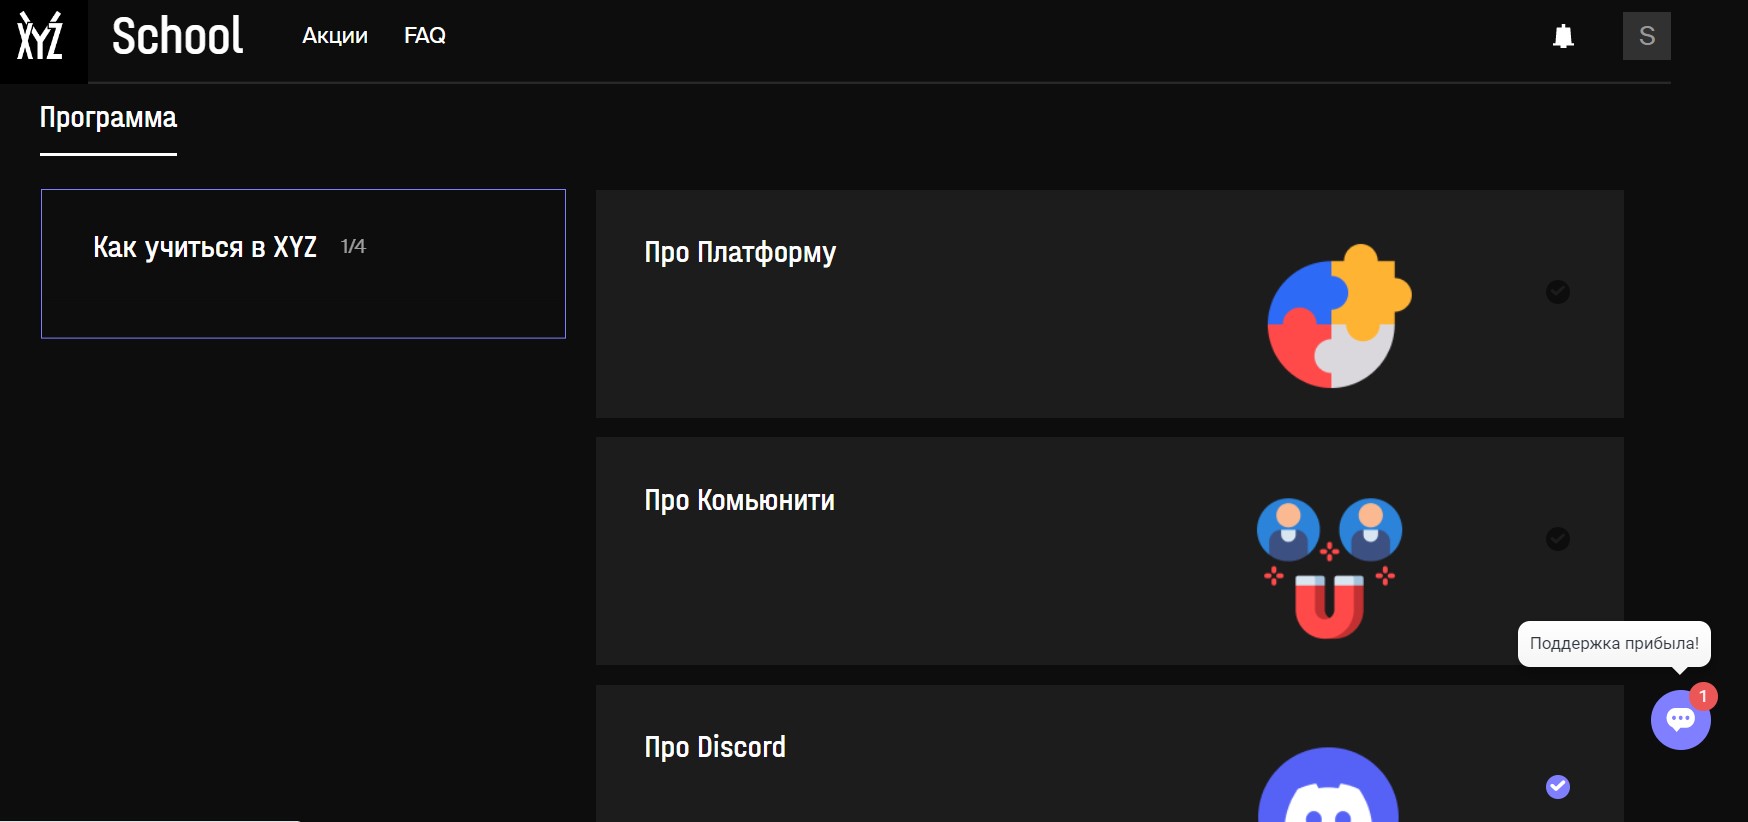 XYZ School Акции FAQ S
Программа
Как учиться в XYZ 1/4
Про Платформу
Про Комьюнити
Поддержка прибыла!
1
Про Discord